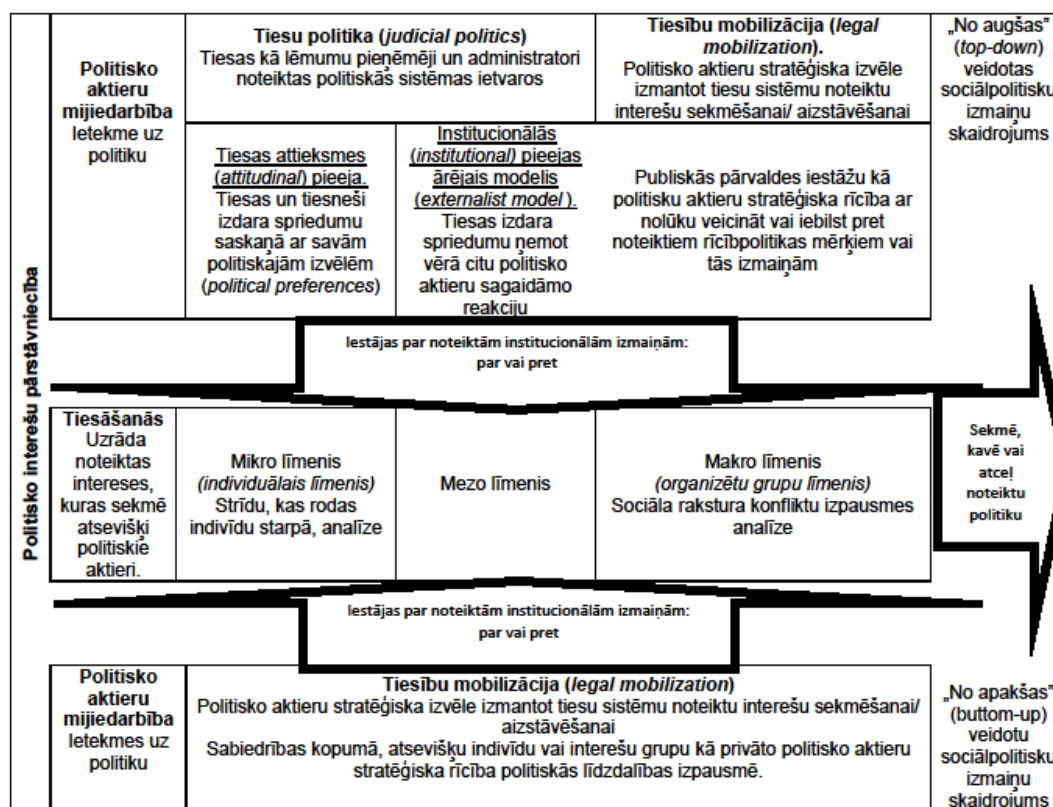 Politisko interešu pārstāvniecība
Politisko
aktieru
mijiedarbība
Ietekme uz
politiku
Tiesu politika (judicial politics)
Tiesas kā lēmumu pieņēmēji un administratori
noteiktas politiskās sistēmas ietvaros
Tiesību mobilizācija (legal
mobilization).
Politisko aktieru stratēģiska izvēle
izmantot tiesu sistēmu noteiktu
interešu sekmēšanai/ aizstāvēšanai
„No augšas”
(top-down)
veidotas
sociālpolitisku
izmaiņu
skaidrojums
Tiesas attieksmes
(attitudinal) pieeja.
Tiesas un tiesneši
izdara spriedumu
saskaņā ar savām
politiskajām izvēlēm
(political preferences)
Institucionālās
(institutional) pieejas
ārējais modelis
(externalist model).
Tiesas izdara
spriedumu ņemot
vērā citu politisko
aktieru sagaidāmo
reakciju
Publiskās pārvaldes iestāžu kā
politisku aktieru stratēģiska rīcība ar
nolūku veicināt vai iebilst pret
noteiktiem rīcībpolitikas mērķiem vai
tās izmaiņām
Iestājas par noteiktām institucionālām izmaiņām:
par vai pret
Tiesāšanās
Uzrāda
noteiktas
intereses,
kuras sekmē
atsevišķi
politiskie
aktieri.
Mikro līmenis
(individuālais līmenis)
Strīdu, kas rodas
indivīdu starpā, analīze
Mezo līmenis
Makro līmenis
(organizētu grupu līmenis)
Sociāla rakstura konfliktu izpausmes
analīze
Sekmē,
kavē vai
atceļ
noteiktu
politiku
Iestājas par noteiktām institucionālām izmaiņām:
par vai pret
Politisko
aktieru
mijiedarbība
Ietekmes uz
politiku
Tiesību mobilizācija (legal mobilization)
Politisko aktieru stratēģiska izvēle izmantot tiesu sistēmu noteiktu interešu sekmēšanai/
aizstāvēšanai
Sabiedrības kopumā, atsevišķu indivīdu vai interešu grupu kā privāto politisko aktieru
stratēģiska rīcība politiskās līdzdalības izpausmē.
„No apakšas”
(buttom-up)
veidotu
sociālpolitisku
izmaiņu
skaidrojums